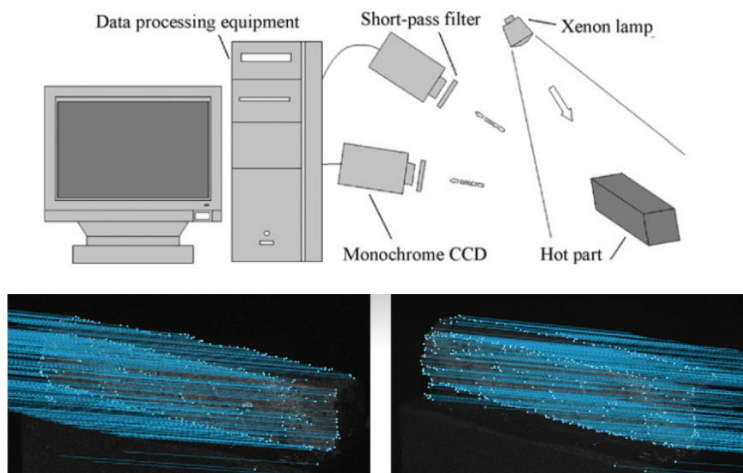 Data processing equipment
Short-pass filter
Xenon lamp
Monochrome CCD
Hot part